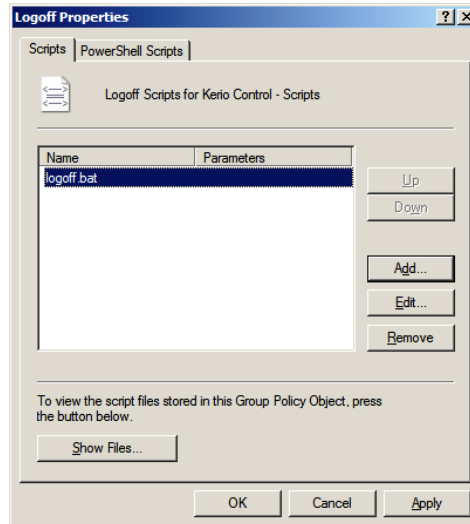 Logoff Properties
Scripts
PowerShell Scripts
Logoff Scripts for Kerio Control - Scripts
Name
Parameters
logoff.bat
Up
Down
Add...
Edit...
Remove
To view the script files stored in this Group Policy Object, press
the button below.
Show Files...
OK
Cancel
Apply